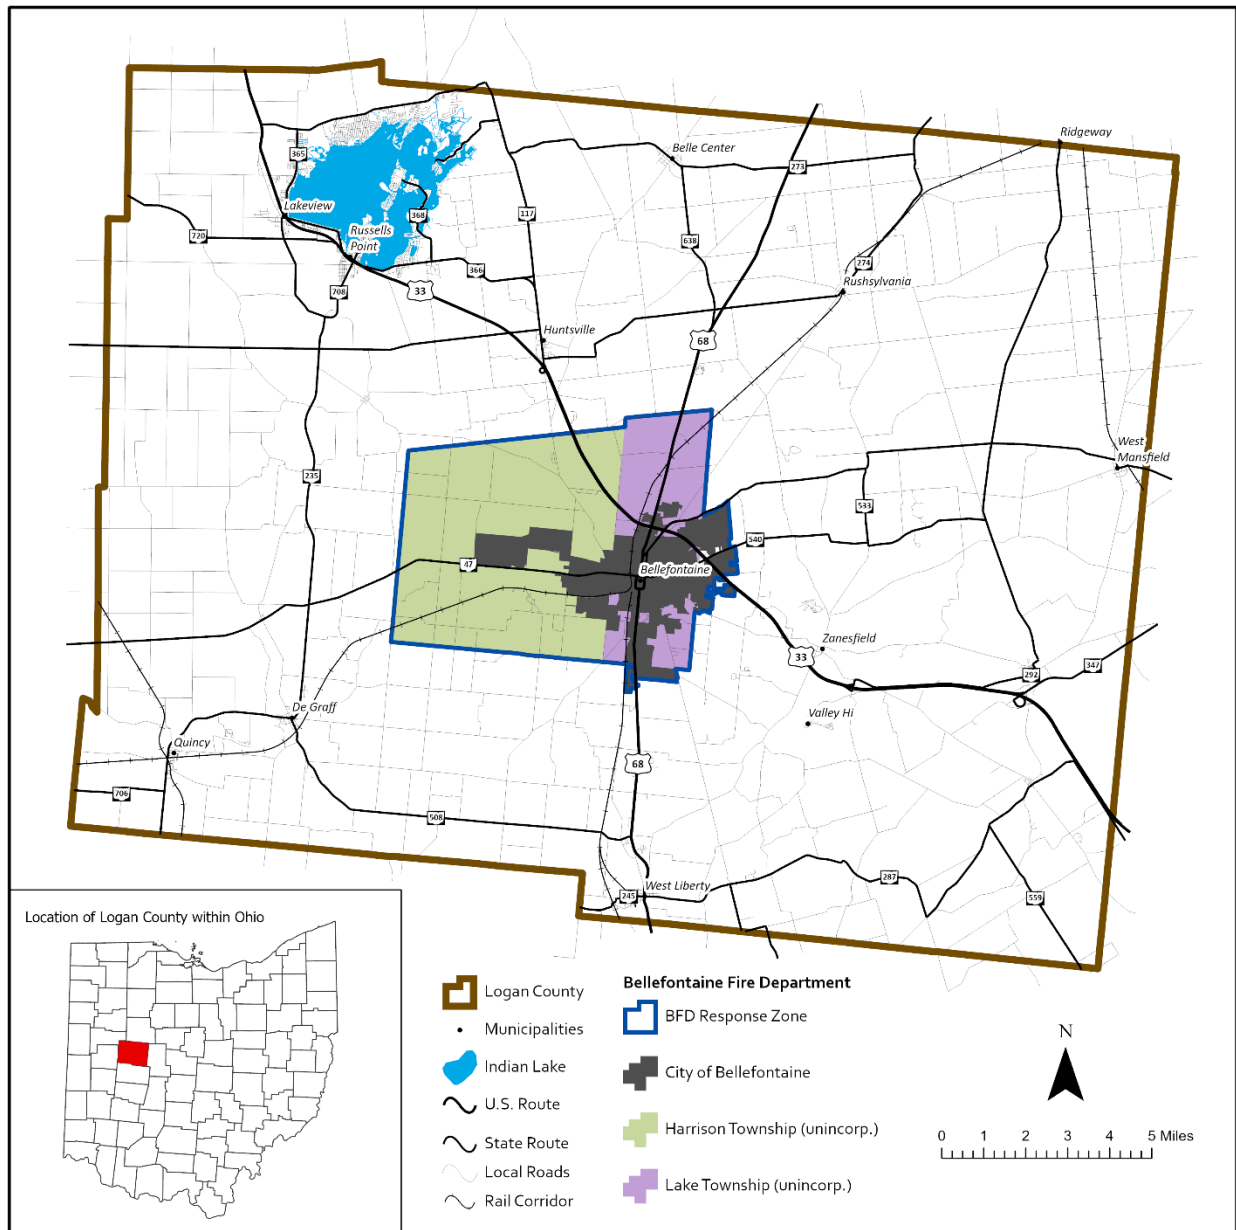 Ridgeway
Belle Center
273
365
Lakeview
368
117
Russells
Point
720
638
274
366
Rushsylvania
708
33
Huntsville
68
West
Mansfield
235
533
540
47
Bellefontaine
Zanesfield
33
347
292
De Graff
Valley Hi
Quincy
68
706
508
287
West Liberty
245
559
Location of Logan County within Ohio
Logan County
Municipalities
Indian Lake
U.S. Route
State Route
Local Roads
Rail Corridor
Bellefontaine Fire Department
BFD Response Zone
City of Bellefontaine
Harrison Township (unincorp.)
Lake Township (unincorp.)
N
0 1 2 3 4 5 Miles